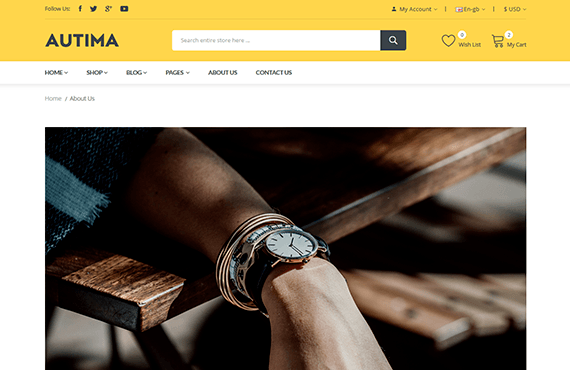 Follow Us:
My Account
En-gb
$ USD
AUTIMA
Search entire store here ...
0
Wish List
2
My Cart
HOME
SHOP
BLOG
PAGES
ABOUT US
CONTACT US
Home / About Us